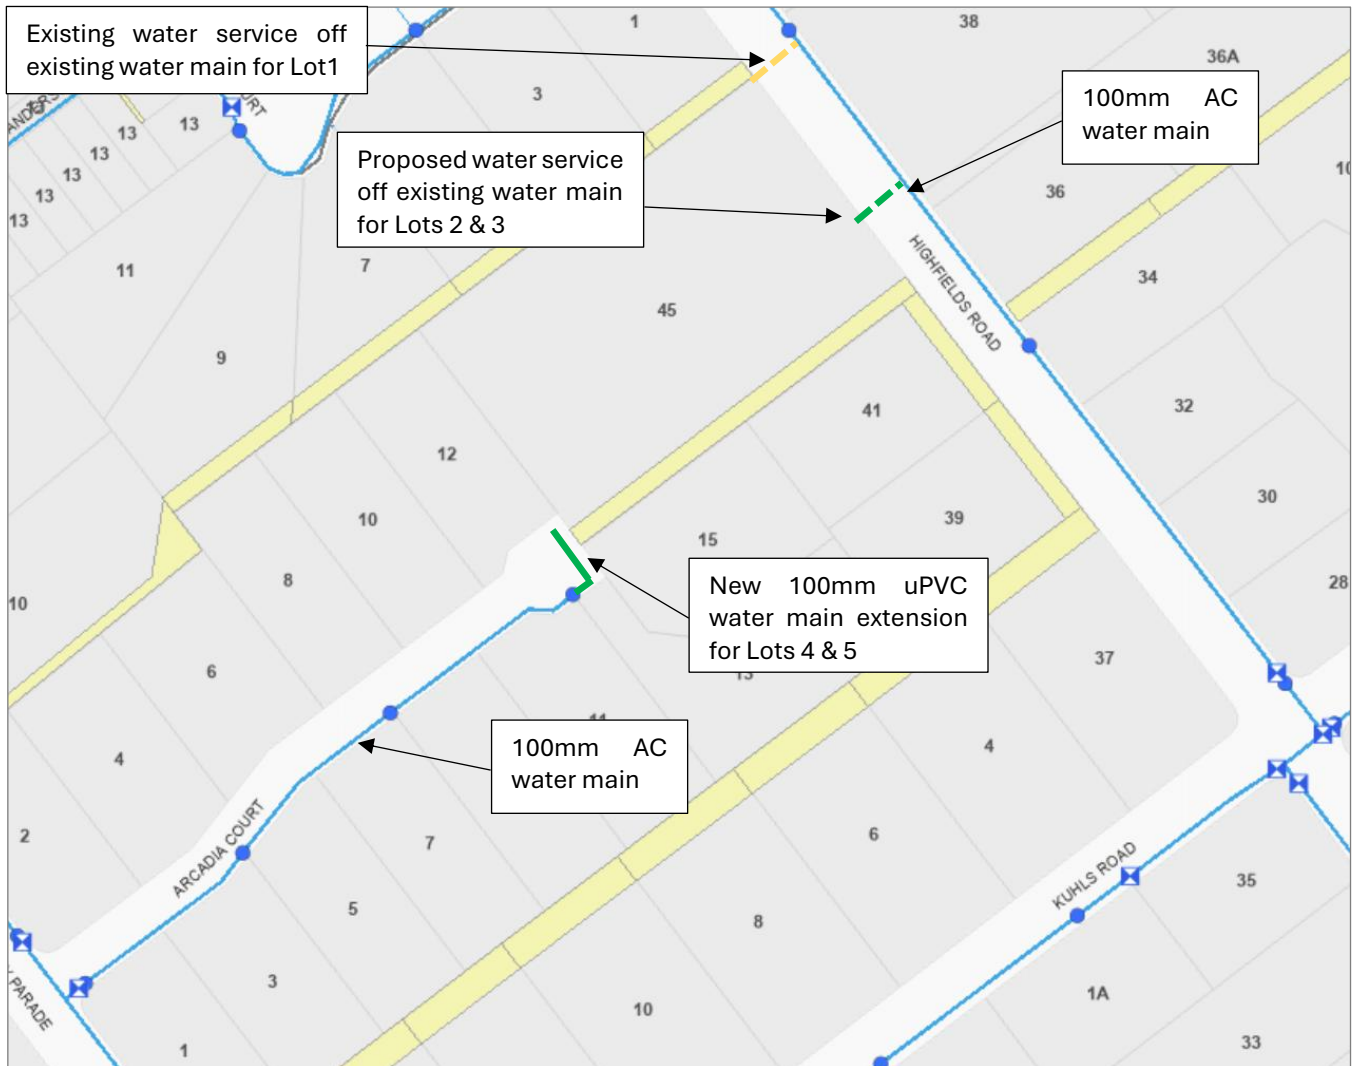 Existing water service off
existing water main for Lot1
1
38
36A
3
100mm AC
water main
13
13
13
13
13
13
Proposed water service
off existing water main
for Lots 2 & 3
36
10
11
7
45
HIGHFIELDS ROAD
34
9
41
32
12
10
39
30
15
8
10
New 100mm uPVC
water main extension
for Lots 4 & 5
28
6
37
13
11
100mm AC
water main
4
4
2
ARCADIA COURT
7
6
KUHLS ROAD
35
5
8
3
1A
PARADE
10
1
33